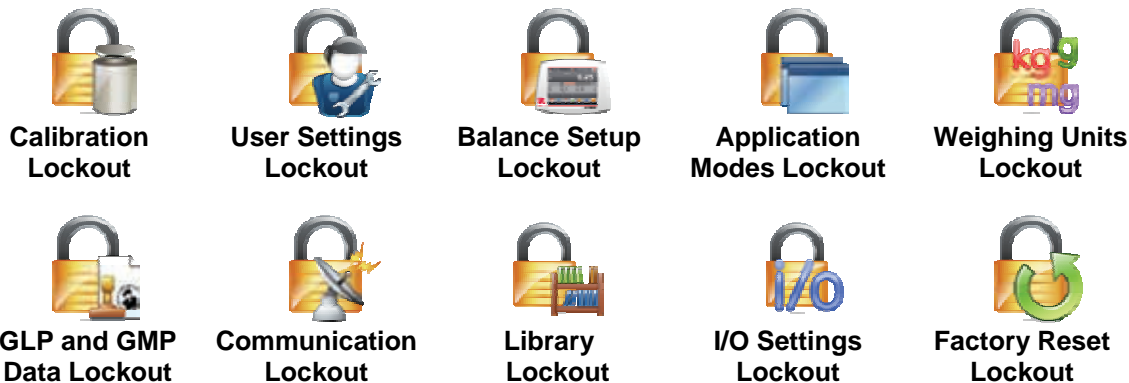 kg g
mg
Calibration Lockout
User Settings Lockout
Balance Setup Lockout
Application Modes Lockout
Weighing Units Lockout
i/o
GLP and GMP Data Lockout
Communication Lockout
Library Lockout
I/O Settings Lockout
Factory Reset Lockout